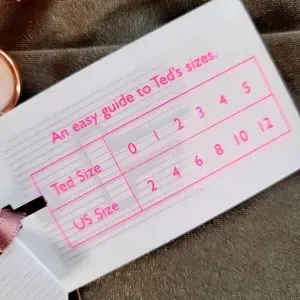 An easy guide to Ted's sizes.
Ted Size 0 1 2 3 4 5
US Size 2 4 6 8 10 12